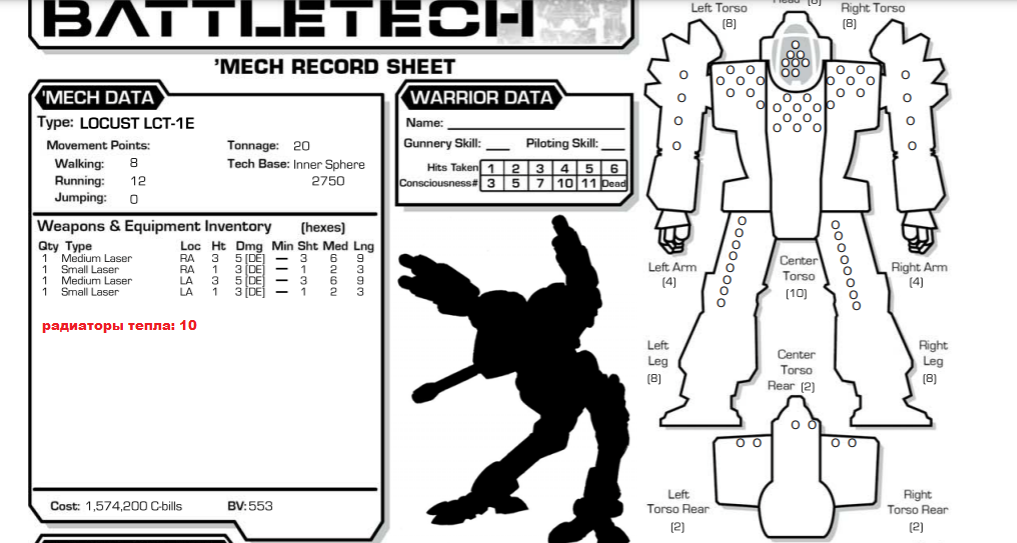 BATTLETECH
'MECH RECORD SHEET
'MECH DATA
Type: LOCUST LCT-1E
Movement Points:
Walking: 8
Running: 12
Jumping: 0
Tonnage: 20
Tech Base: Inner Sphere
2750
Weapons & Equipment Inventory (hexes)
Qty Type Loc Ht Dmg Min Sht Med Lng
1 Medium Laser RA 3 5 [DE] — 3 6 9
1 Small Laser RA 1 3 [DE] — 1 2 3
1 Medium Laser LA 3 5 [DE] — 3 6 9
1 Small Laser LA 1 3 [DE] — 1 2 3
радиаторы тепла: 10
Cost: 1,574,200 C-bills BV: 553
WARRIOR DATA
Name:
Gunnery Skill: Piloting Skill:
Hits Taken 1 2 3 4 5 6
Consciousness# 3 5 7 10 11 Dead
Left Torso
(8)
Right Torso
(8)
Left Arm
(4)
Center
Torso
(10)
Right Arm
(4)
Left
Leg
(8)
Right
Leg
(8)
Center
Torso
Rear (2)
Left
Torso Rear
(2)
Right
Torso Rear
(2)